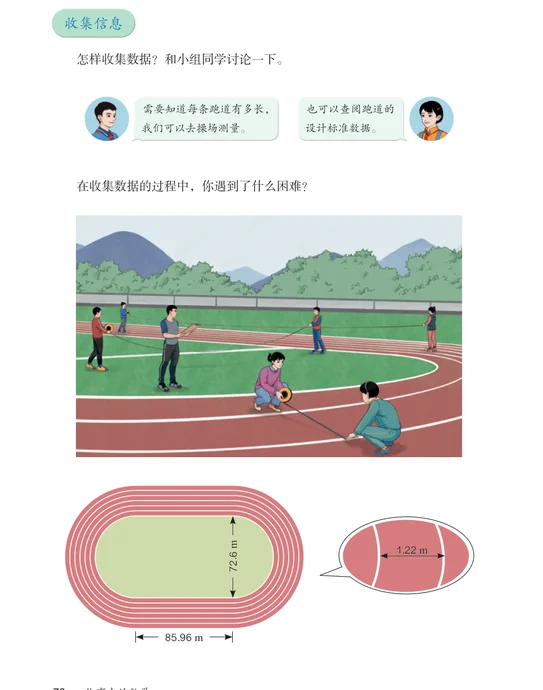 收集信息
怎样收集数据？和小组同学讨论一下。
需要知道每条跑道有多长，
我们可以去操场测量。
也可以查阅跑道的
设计标准数据。
在收集数据的过程中，你遇到了什么困难？
72.6 m
1.22 m
85.96 m